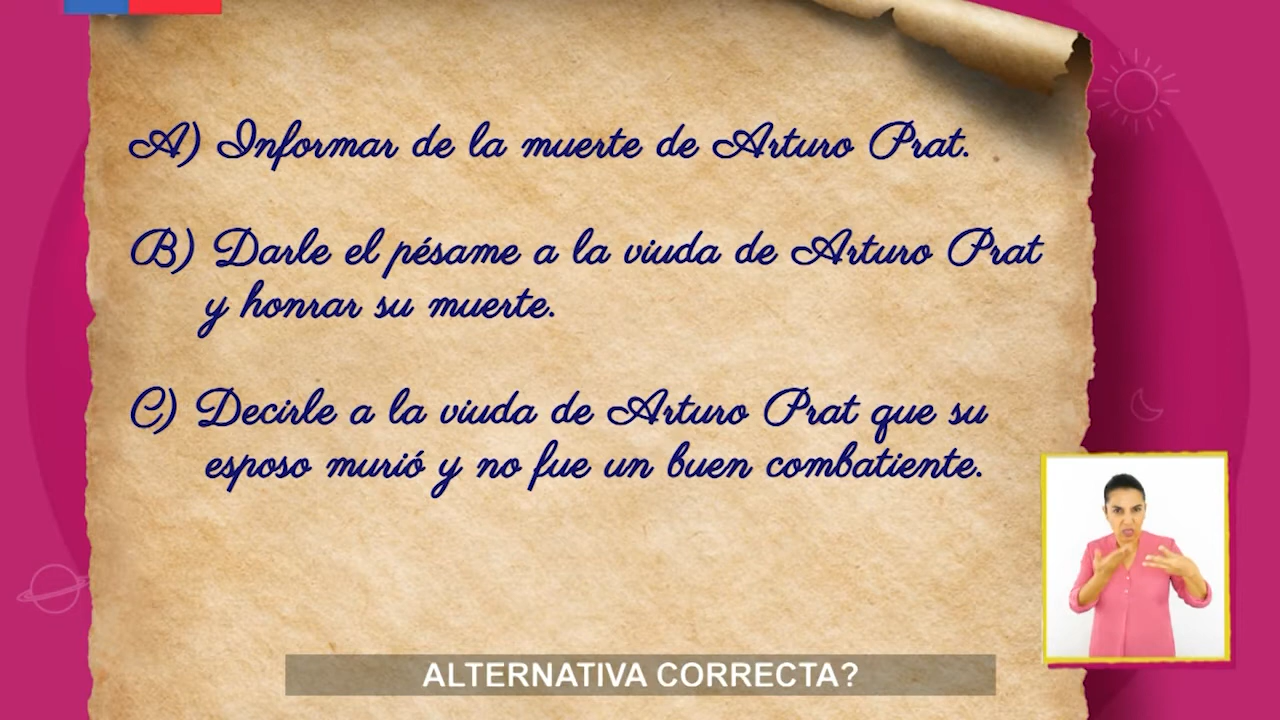 A) Informar de la muerte de Arturo Prat.
B) Darle el pésame a la viuda de Arturo Prat
y honrar su muerte.
C) Decirle a la viuda de Arturo Prat que su
esposo murió y no fue un buen combatiente.
ALTERNATIVA CORRECTA?